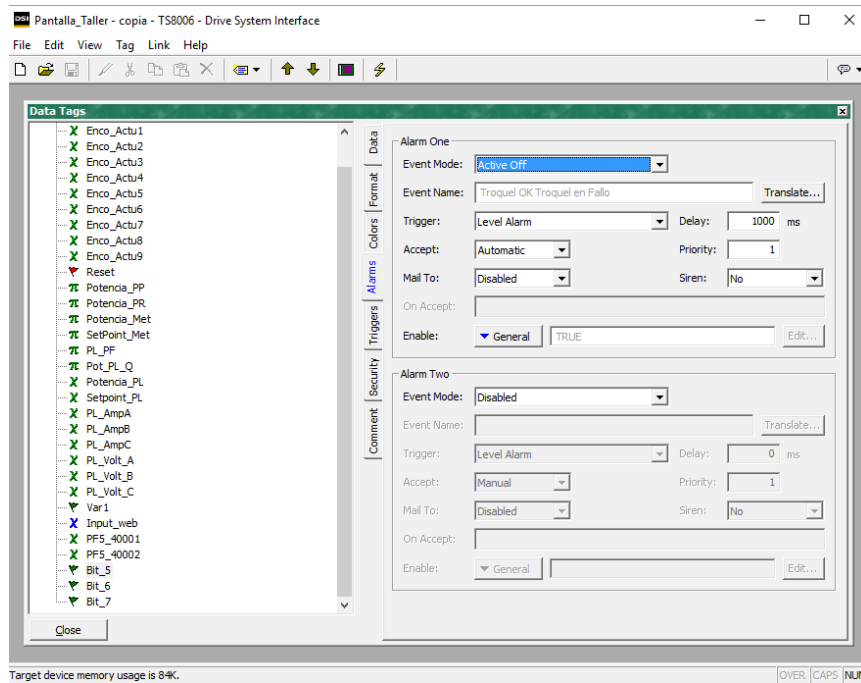 DSI Pantalla_Taller - copia - TS8006 - Drive System Interface
File Edit View Tag Link Help
Data Tags
Enco_Actu1
Enco_Actu2
Enco_Actu3
Enco_Actu4
Enco_Actu5
Enco_Actu6
Enco_Actu7
Enco_Actu8
Enco_Actu9
Reset
Potencia_PP
Potencia_PR
Potencia_Met
SetPoint_Met
PL_PF
Pot_PL_Q
Potencia_PL
Setpoint_PL
PL_AmpA
PL_AmpB
PL_AmpC
PL_Volt_A
PL_Volt_B
PL_Volt_C
Var1
Input_web
PF5_40001
PF5_40002
Bit_5
Bit_6
Bit_7
Close
Data
Format
Colors
Alarms
Triggers
Security
Comment
Alarm One
Event Mode: Active Off
Event Name: Troquel OK Troquel en Fallo Translate...
Trigger: Level Alarm Delay: 1000 ms
Accept: Automatic Priority: 1
Mail To: Disabled Siren: No
On Accept:
Enable: General TRUE Edit...
Alarm Two
Event Mode: Disabled
Event Name: Translate...
Trigger: Level Alarm Delay: 0 ms
Accept: Manual Priority: 1
Mail To: Disabled Siren: No
On Accept:
Enable: General Edit...
Target device memory usage is 84K. OVER CAPS NUM